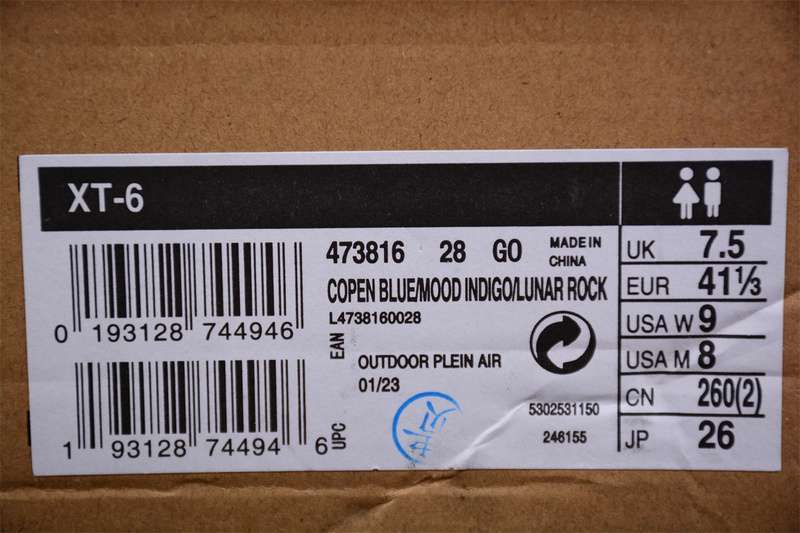 XT-6
473816 28 GO
MADE IN
CHINA
COPEN BLUE/MOOD INDIGO/LUNAR ROCK
L4738160028
EAN
0 193128 744946
OUTDOOR PLEIN AIR
01/23
1 93128 74494 6
UPC
5302531150
246155
UK 7.5
EUR 41⅓
USA W 9
USA M 8
CN 260(2)
JP 26